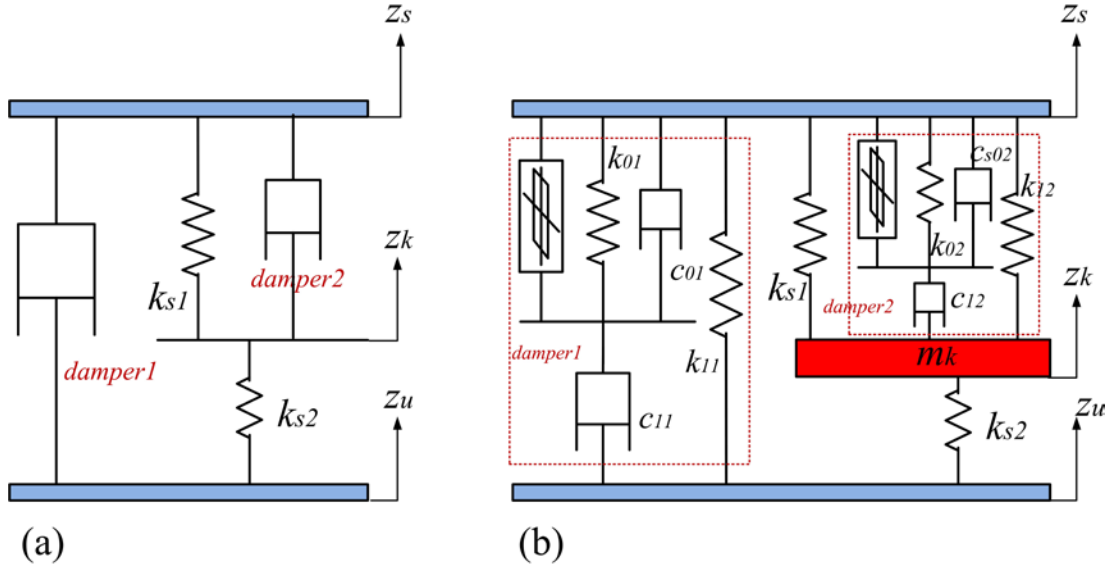 zs
zs
k01
cs02
k12
zk
ks1
damper2
c01
k02
ks1
damper2
c12
zk
damper1
damper1
k11
mk
ks2
zu
c11
zu
ks2
(a)
(b)